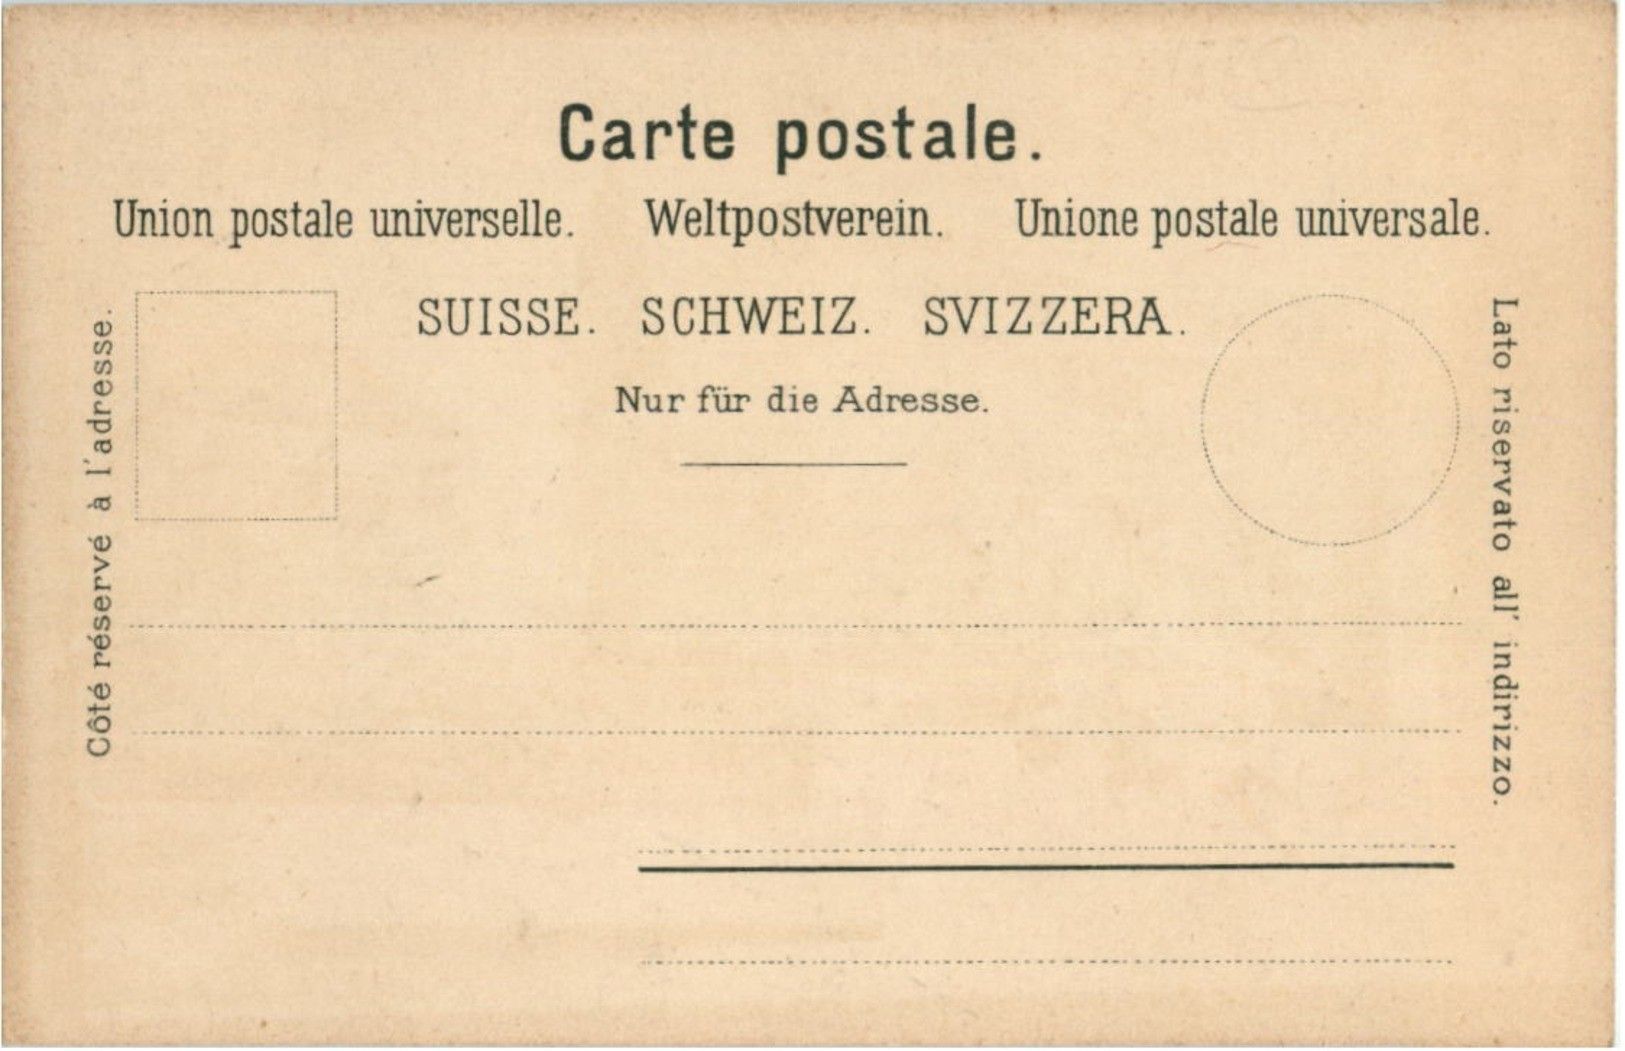 Carte postale.
Union postale universelle. Weltpostverein. Unione postale universale.
SUISSE. SCHWEIZ. SVIZZERA.
Nur für die Adresse.
Côté réservé à l'adresse.
Lato riservato all' indirizzo.